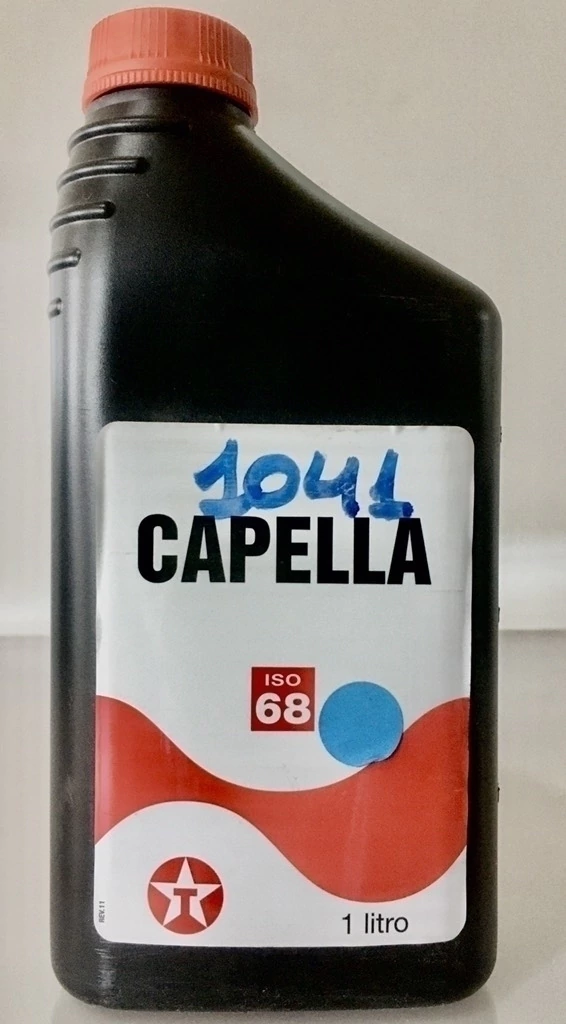 1041
CAPELLA
ISO
68
T
REV.11
1 litro